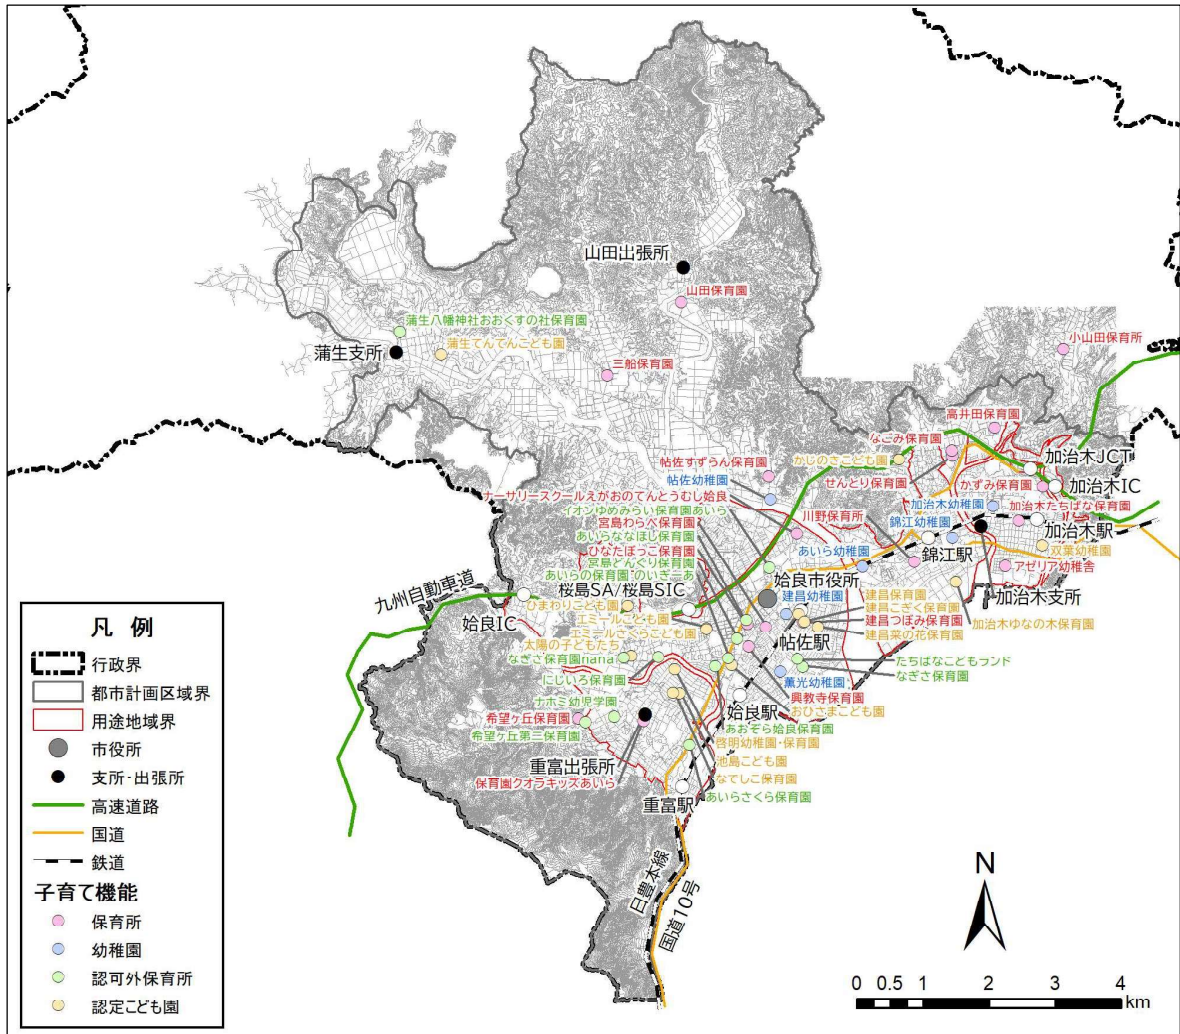 山田出張所
山田保育園
蒲生八幡神社おおくすの社保育園
蒲生支所
蒲生てんてんこども園
三船保育園
小山田保育所
高井田保育園
なごみ保育園
かじのさこども園
せんとり保育園
加治木JCT
加治木IC
かずみ保育園
加治木幼稚園
加治木たちばな保育園
加治木駅
錦江幼稚園
錦江駅
双葉幼稚園
アゼリア幼稚舎
加治木支所
加治木ゆなの木保育園
川野保育所
帖佐すずうん保育園
帖佐幼稚園
ナーサリースクールえがおのてんとうむし姶良
イオンゆめみらい保育園あいら
宮島わらべ保育園
あいらななほし保育園
ひなたぼっこ保育園
宮島どんぐり保育園
あいらの保育園
桜島SA/桜島SIC
あいら幼稚園
姶良市役所
建昌幼稚園
建昌保育園
建昌こぎく保育園
建昌つぼみ保育園
建昌菜の花保育園
帖佐駅
九州自動車道
姶良IC
ひまわりこども園
エミールこども園
エミールさくらこども園
太陽の子どもたち
なぎさ保育園nana
にじいろ保育園
ナホミ幼児学園
希望ヶ丘保育園
希望ヶ丘第三保育園
重富出張所
保育園クオラキッズあいら
たちばなこどもランド
なぎさ保育園
薫光幼稚園
興教寺保育園
おひさまこども園
姶良駅
あおぞら姶良保育園
啓明幼稚園・保育園
池島こども園
なでしこ保育園
重富駅
あいらさくら保育園
日豊本線
国道10号
凡 例
行政界
都市計画区域界
用途地域界
市役所
支所・出張所
高速道路
国道
鉄道
子育て機能
保育所
幼稚園
認可外保育所
認定こども園
N
0 0.5 1 2 3 4
km